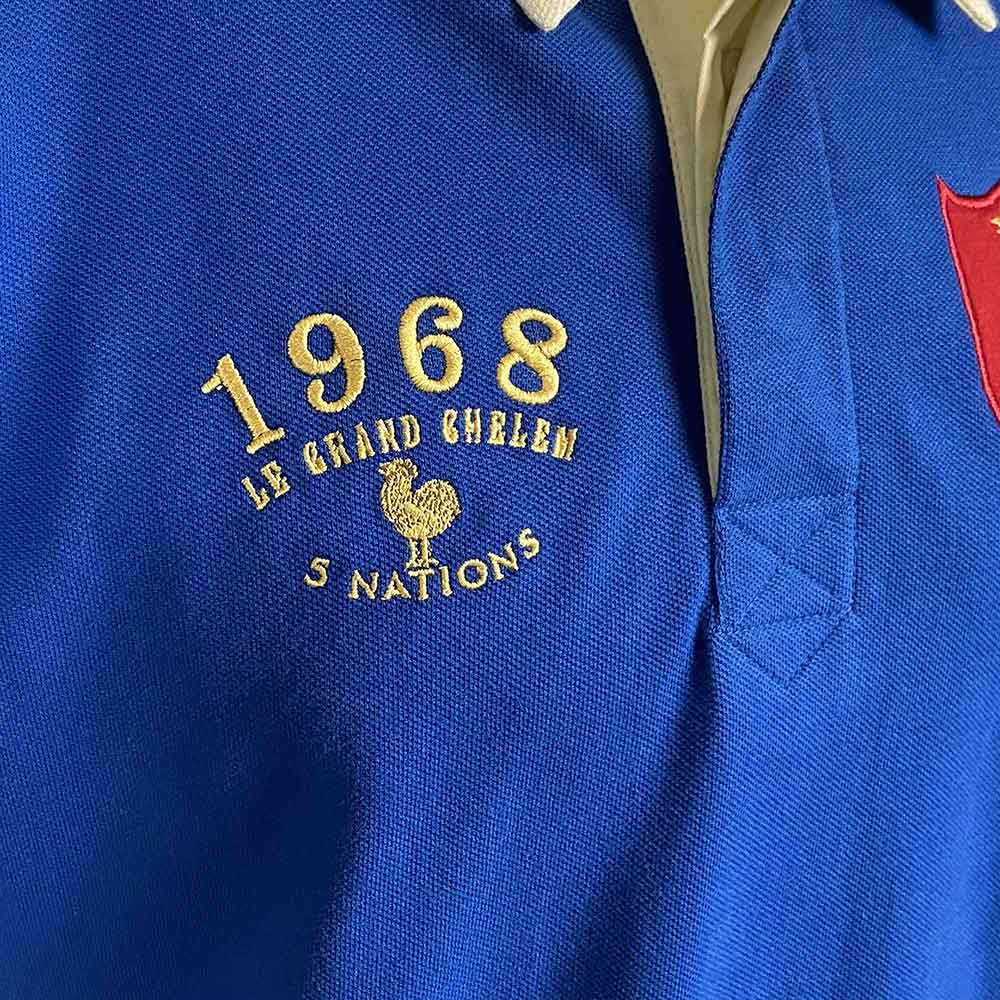 1968
LE GRAND CHELEM
5 NATIONS